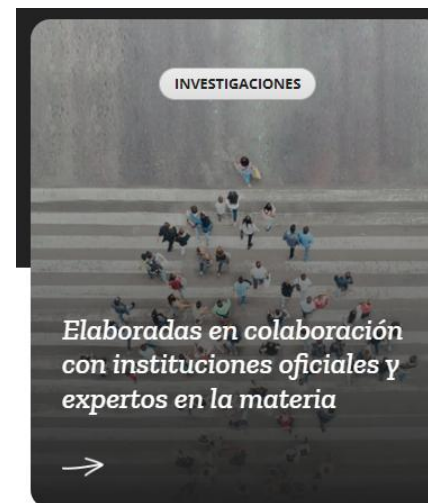 INVESTIGACIONES
Elaboradas en colaboración
con instituciones oficiales y
expertos en la materia